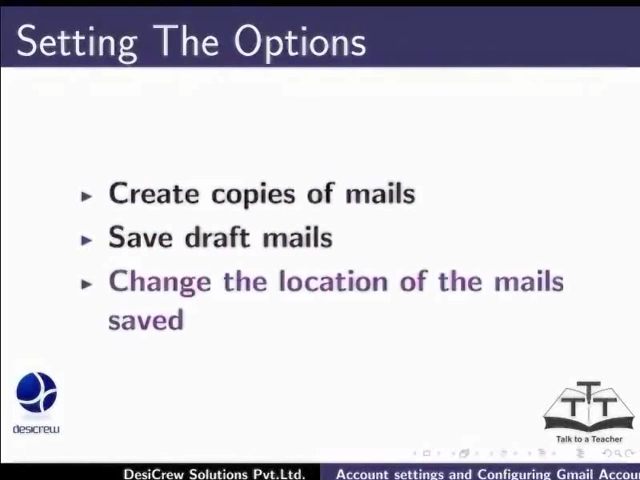 Setting The Options
Create copies of mails
Save draft mails
Change the location of the mails
saved
desicrew
TTT
Talk to a Teacher
DesiCrew Solutions Pvt.Ltd.
Account settings and Configuring Gmail Accou